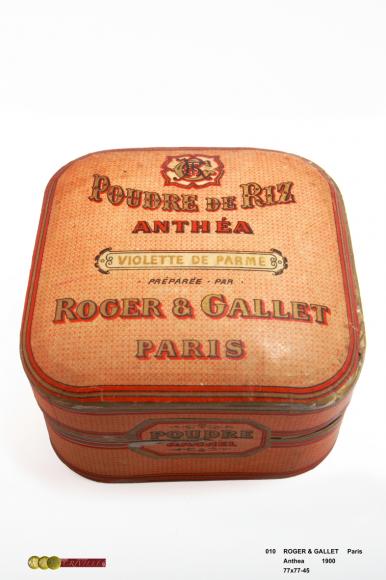 POUDRE DE RIZ
ANTHÉA
VIOLETTE DE PARME
- PRÉPARÉE - PAR -
ROGER & GALLET
PARIS
POUDRE
010 ROGER & GALLET Paris
Anthea 1900
77x77-45